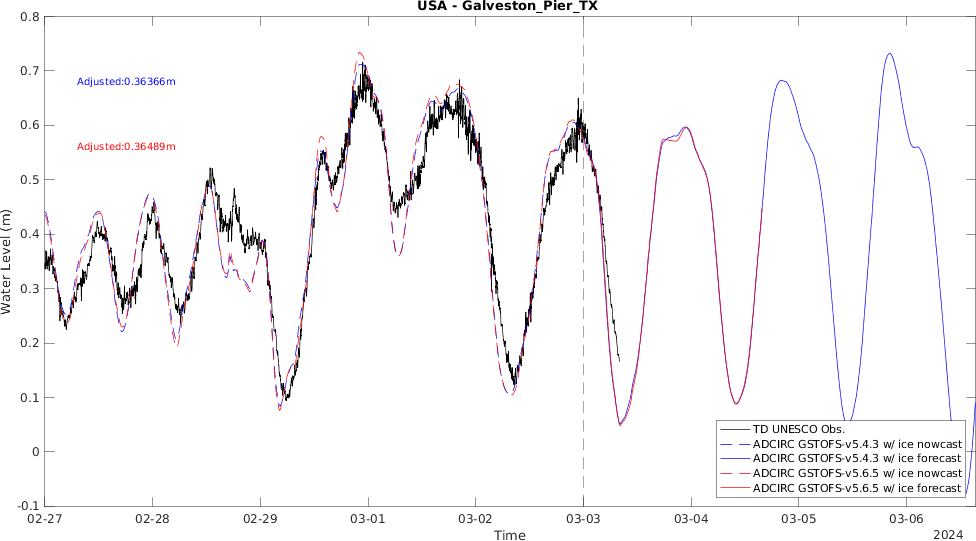 USA - Galveston_Pier_TX
0.8
0.7
0.6
0.5
0.4
0.3
0.2
0.1
0
-0.1
Water Level (m)
Adjusted:0.36366m
Adjusted:0.36489m
TD UNESCO Obs.
ADCIRC GSTOFS-v5.4.3 w/ ice nowcast
ADCIRC GSTOFS-v5.4.3 w/ ice forecast
ADCIRC GSTOFS-v5.6.5 w/ ice nowcast
ADCIRC GSTOFS-v5.6.5 w/ ice forecast
02-27 02-28 02-29 03-01 03-02 03-03 03-04 03-05 03-06
Time
2024